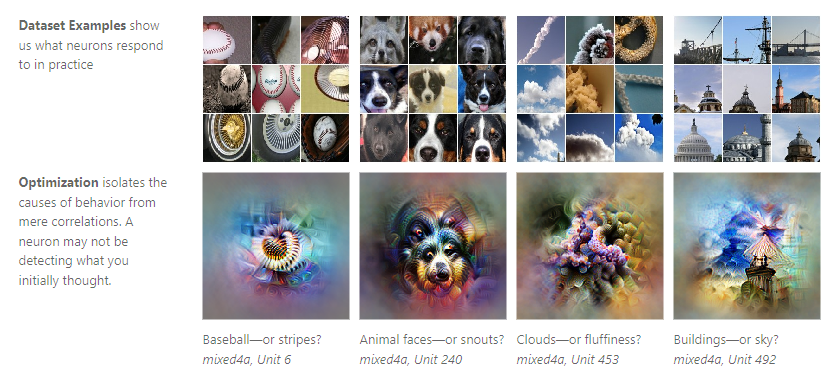 Dataset Examples show
us what neurons respond
to in practice
Optimization isolates the
causes of behavior from
mere correlations. A
neuron may not be
detecting what you
initially thought.
Baseball—or stripes?
mixed4a, Unit 6
Animal faces—or snouts?
mixed4a, Unit 240
Clouds—or fluffiness?
mixed4a, Unit 453
Buildings—or sky?
mixed4a, Unit 492